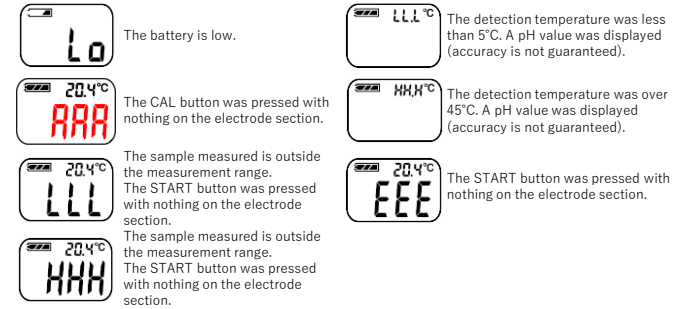 Lo
The battery is low.
20.4°C
AAA
The CAL button was pressed with
nothing on the electrode section.
20.4°C
LLL
The sample measured is outside
the measurement range.
The START button was pressed
with nothing on the electrode
section.
20.4°C
HHH
The sample measured is outside
the measurement range.
The START button was pressed
with nothing on the electrode
section.
LL.L°C
The detection temperature was less
than 5°C. A pH value was displayed
(accuracy is not guaranteed).
HH.H°C
The detection temperature was over
45°C. A pH value was displayed
(accuracy is not guaranteed).
20.4°C
EEE
The START button was pressed with
nothing on the electrode section.